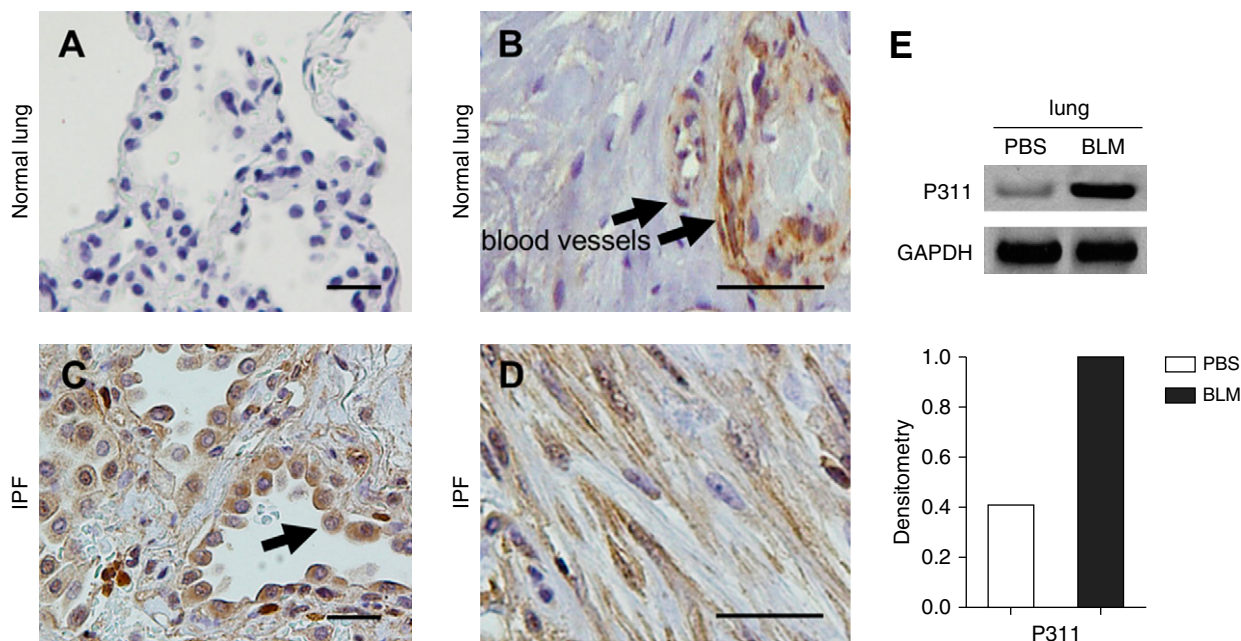 A
Normal lung
B
Normal lung
blood vessels
C
IPF
D
IPF
E
lung
PBS BLM
P311
GAPDH
1.0
0.8
0.6
0.4
0.2
0.0
Densitometry
P311
PBS
BLM